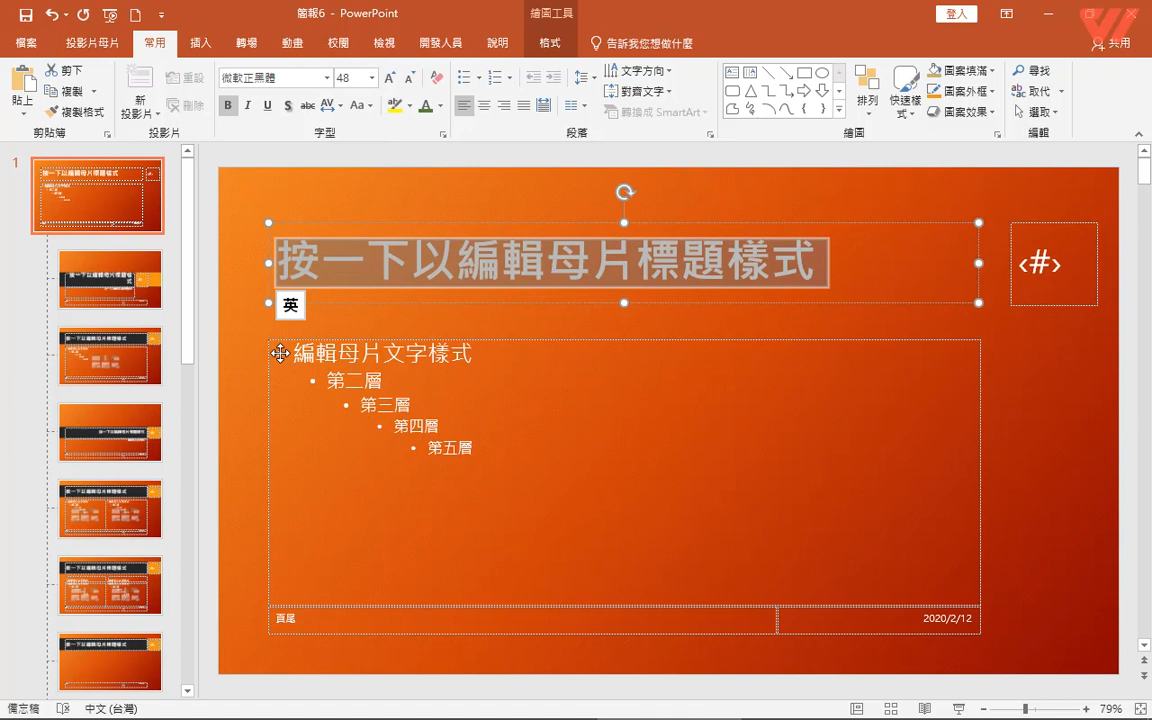 簡報6 - PowerPoint
繪圖工具
登入
檔案 投影片母片 常用 插入 轉場 動畫 校閱 檢視 開發人員 說明 格式 告訴我您想做什麼 共用
貼上
剪下
複製
複製格式
剪貼簿
新投影片
重設
刪除
投影片
微軟正黑體 48
B I U S abc AV Aa A
字型
文字方向
對齊文字
轉換成 SmartArt
段落
排列
快速樣式
圖案填滿
圖案外框
圖案效果
繪圖
尋找
取代
選取
編輯
1
按一下以編輯母片標題樣式
‹#›
英
編輯母片文字樣式
• 第二層
• 第三層
• 第四層
• 第五層
頁尾
2020/2/12
備忘稿 中文 (台灣) 79%